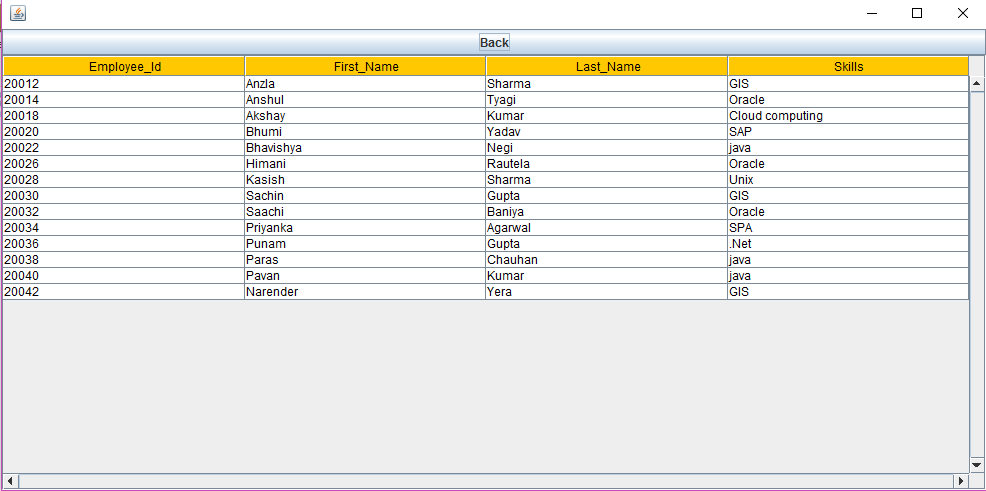 Back
Employee_Id First_Name Last_Name Skills
20012 Anzla Sharma GIS
20014 Anshul Tyagi Oracle
20018 Akshay Kumar Cloud computing
20020 Bhumi Yadav SAP
20022 Bhavishya Negi java
20026 Himani Rautela Oracle
20028 Kasish Sharma Unix
20030 Sachin Gupta GIS
20032 Saachi Baniya Oracle
20034 Priyanka Agarwal SPA
20036 Punam Gupta .Net
20038 Paras Chauhan java
20040 Pavan Kumar java
20042 Narender Yera GIS